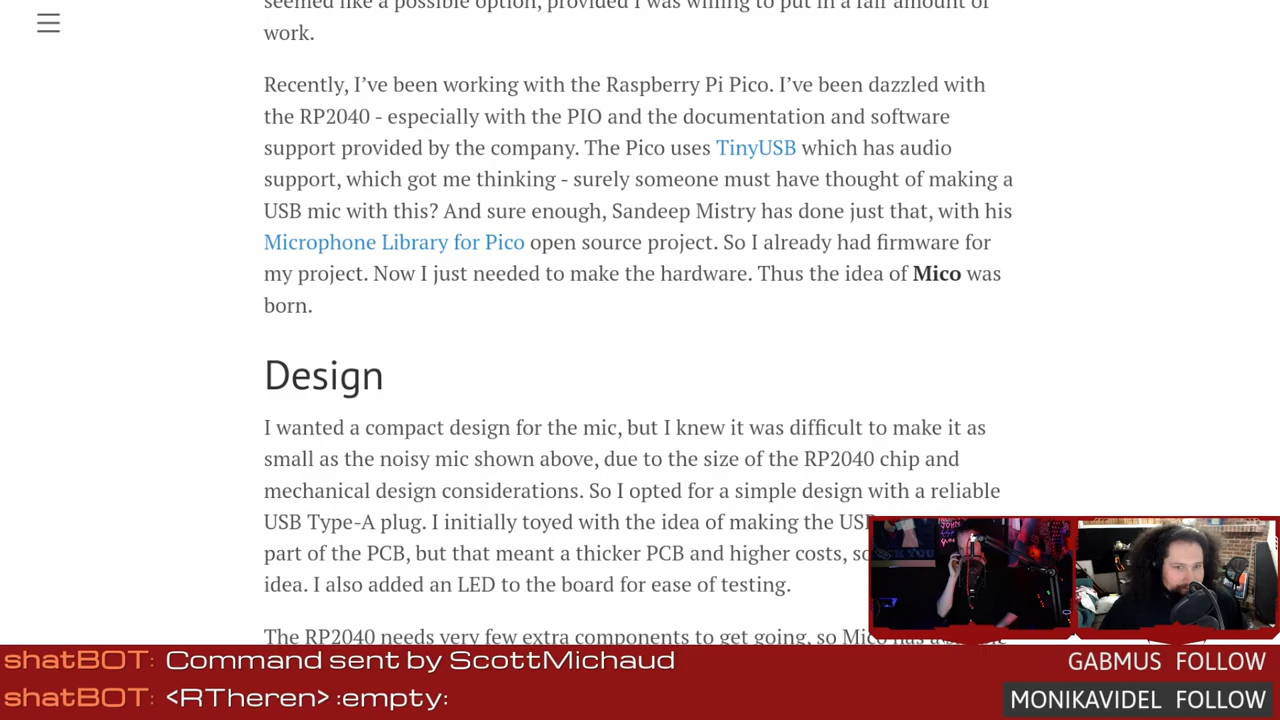 seemed like a possible option, provided I was willing to put in a fair amount of
work.
Recently, I've been working with the Raspberry Pi Pico. I've been dazzled with
the RP2040 - especially with the PIO and the documentation and software
support provided by the company. The Pico uses TinyUSB which has audio
support, which got me thinking - surely someone must have thought of making a
USB mic with this? And sure enough, Sandeep Mistry has done just that, with his
Microphone Library for Pico open source project. So I already had firmware for
my project. Now I just needed to make the hardware. Thus the idea of Mico was
born.
Design
I wanted a compact design for the mic, but I knew it was difficult to make it as
small as the noisy mic shown above, due to the size of the RP2040 chip and
mechanical design considerations. So I opted for a simple design with a reliable
USB Type-A plug. I initially toyed with the idea of making the USB
part of the PCB, but that meant a thicker PCB and higher costs, so
idea. I also added an LED to the board for ease of testing.
The RP2040 needs very few extra components to get going, so Mico has
shatBOT: Command sent by ScottMichaud
shatBOT: <RTheren> :empty:
GABMUS FOLLOW
MONIKAVIDEL FOLLOW